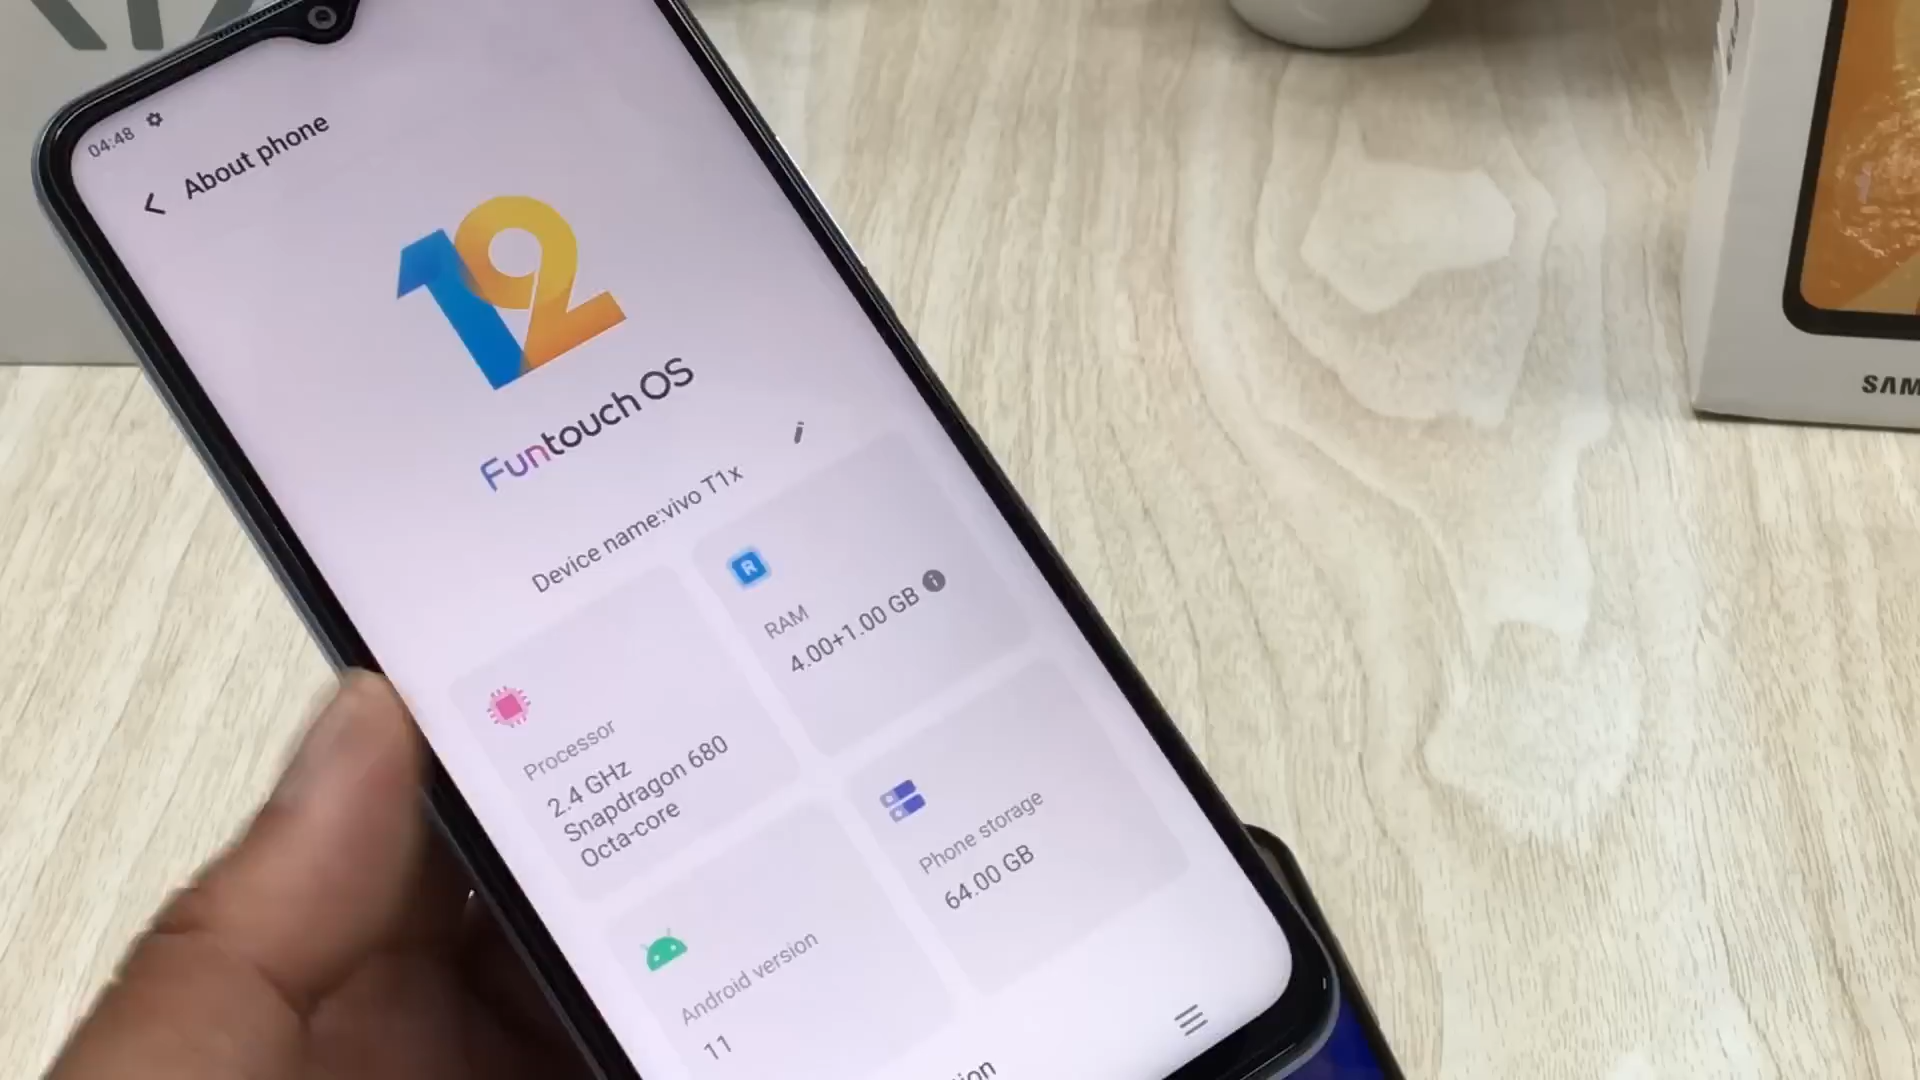 04:48
About phone
12
Funtouch OS
Device name:vivo T1x
R
RAM
4.00+1.00 GB
Processor
2.4 GHz
Snapdragon 680
Octa-core
Phone storage
64.00 GB
Android version
11
SAM